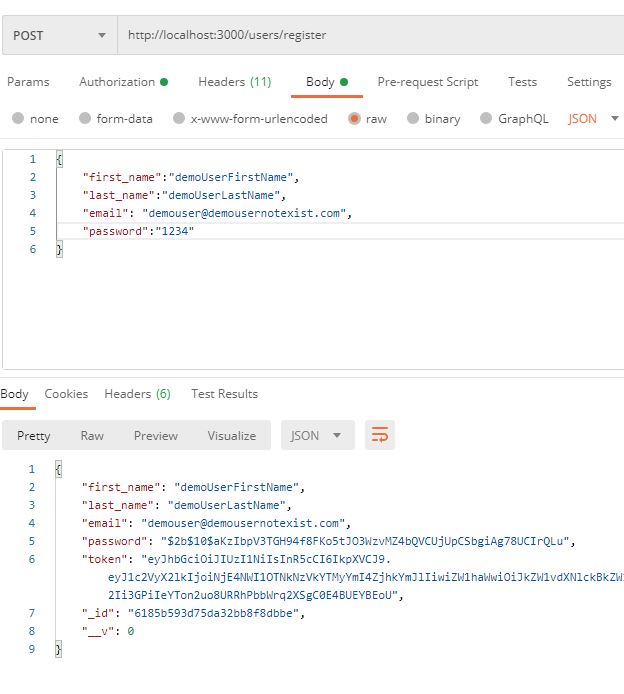 POST http://localhost:3000/users/register
Params Authorization Headers (11) Body Pre-request Script Tests Settings
none form-data x-www-form-urlencoded raw binary GraphQL JSON
1 {
2 "first_name":"demoUserFirstName",
3 "last_name":"demoUserLastName",
4 "email": "demouser@demousernotexist.com",
5 "password":"1234"
6 }
Body Cookies Headers (6) Test Results
Pretty Raw Preview Visualize JSON
1 {
2 "first_name": "demoUserFirstName",
3 "last_name": "demoUserLastName",
4 "email": "demouser@demousernotexist.com",
5 "password": "$2b$10$aKzIbpV3TGH94f8FKo5tJO3WzvMZ4bQVCUjUpCSbgiAg78UCIrQLu",
6 "token": "eyJhbGciOiJIUzI1NiIsInR5cCI6IkpXVCJ9.
eyJ1c2VyX2lkIjoiNjE4NWI1OTNkNzVkYTMyYmI4ZjhkYmJlIiwiZW1haWwiOiJkZW1vdXNlckBkZW
2Ii3GPiIeYTon2uo8URRhPbbWrq2XSgC0E4BUEYBEoU",
7 "_id": "6185b593d75da32bb8f8dbbe",
8 "__v": 0
9 }